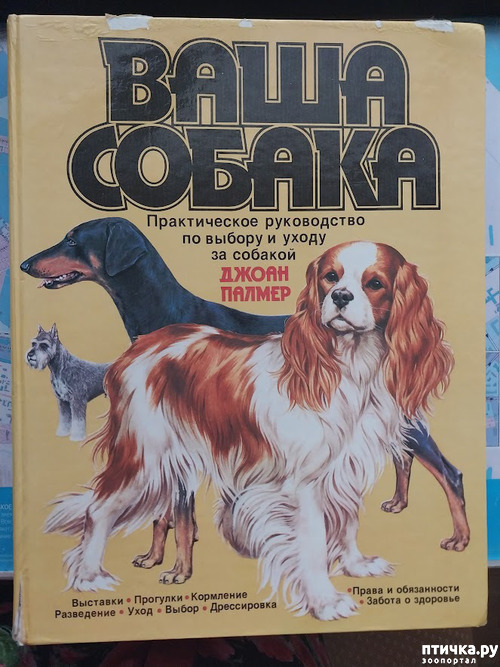 ВАША
СОБАКА
Практическое руководство
по выбору и уходу
за собакой
ДЖОАН
ПАЛМЕР
Выставки • Прогулки • Кормление
Разведение • Уход • Выбор • Дрессировка
• Права и обязанности
• Забота о здоровье
птичка.ру
зоопортал